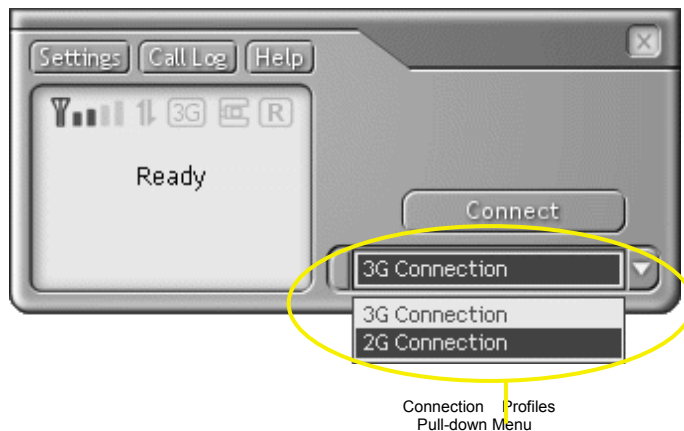 Settings Call Log Help
3G R
Ready
Connect
3G Connection
3G Connection
2G Connection
Connection Profiles
Pull-down Menu